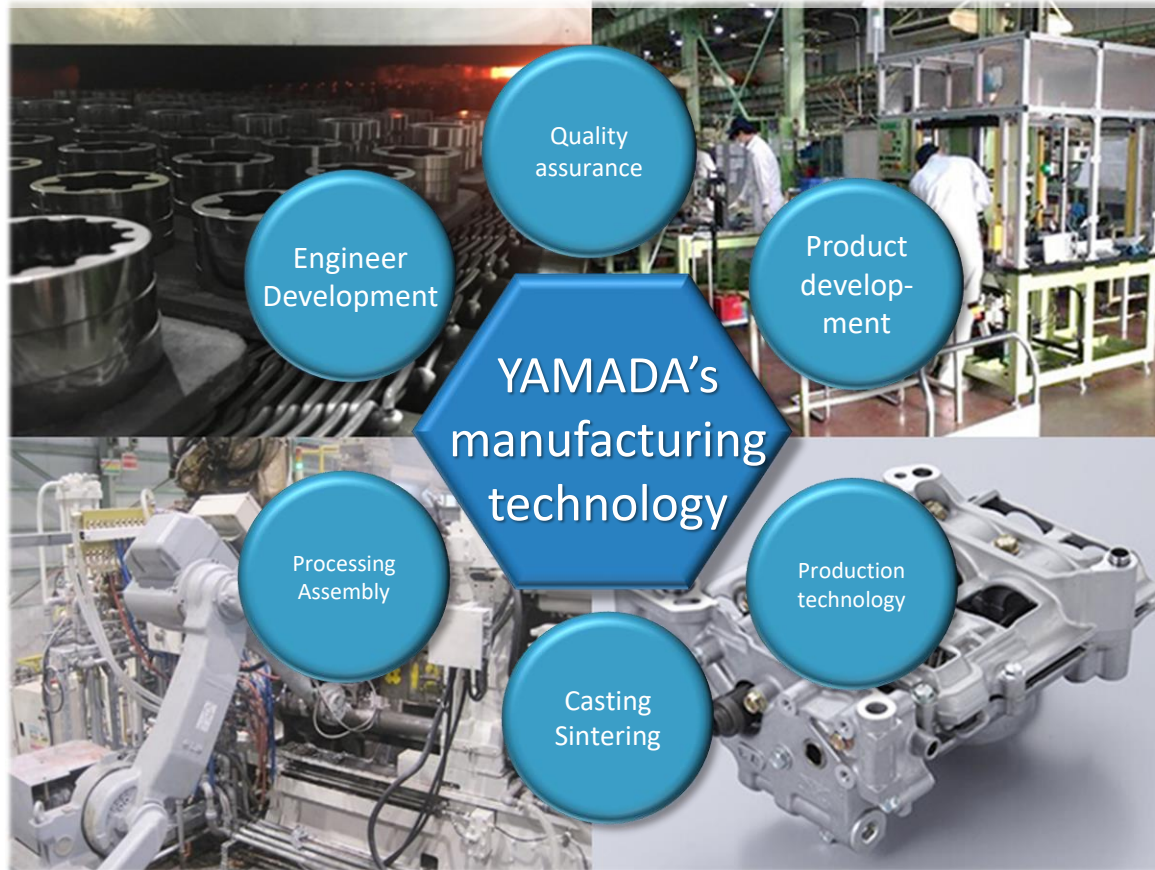 Quality
assurance
Engineer
Development
Product
develop-
ment
YAMADA’s
manufacturing
technology
Processing
Assembly
Production
technology
Casting
Sintering